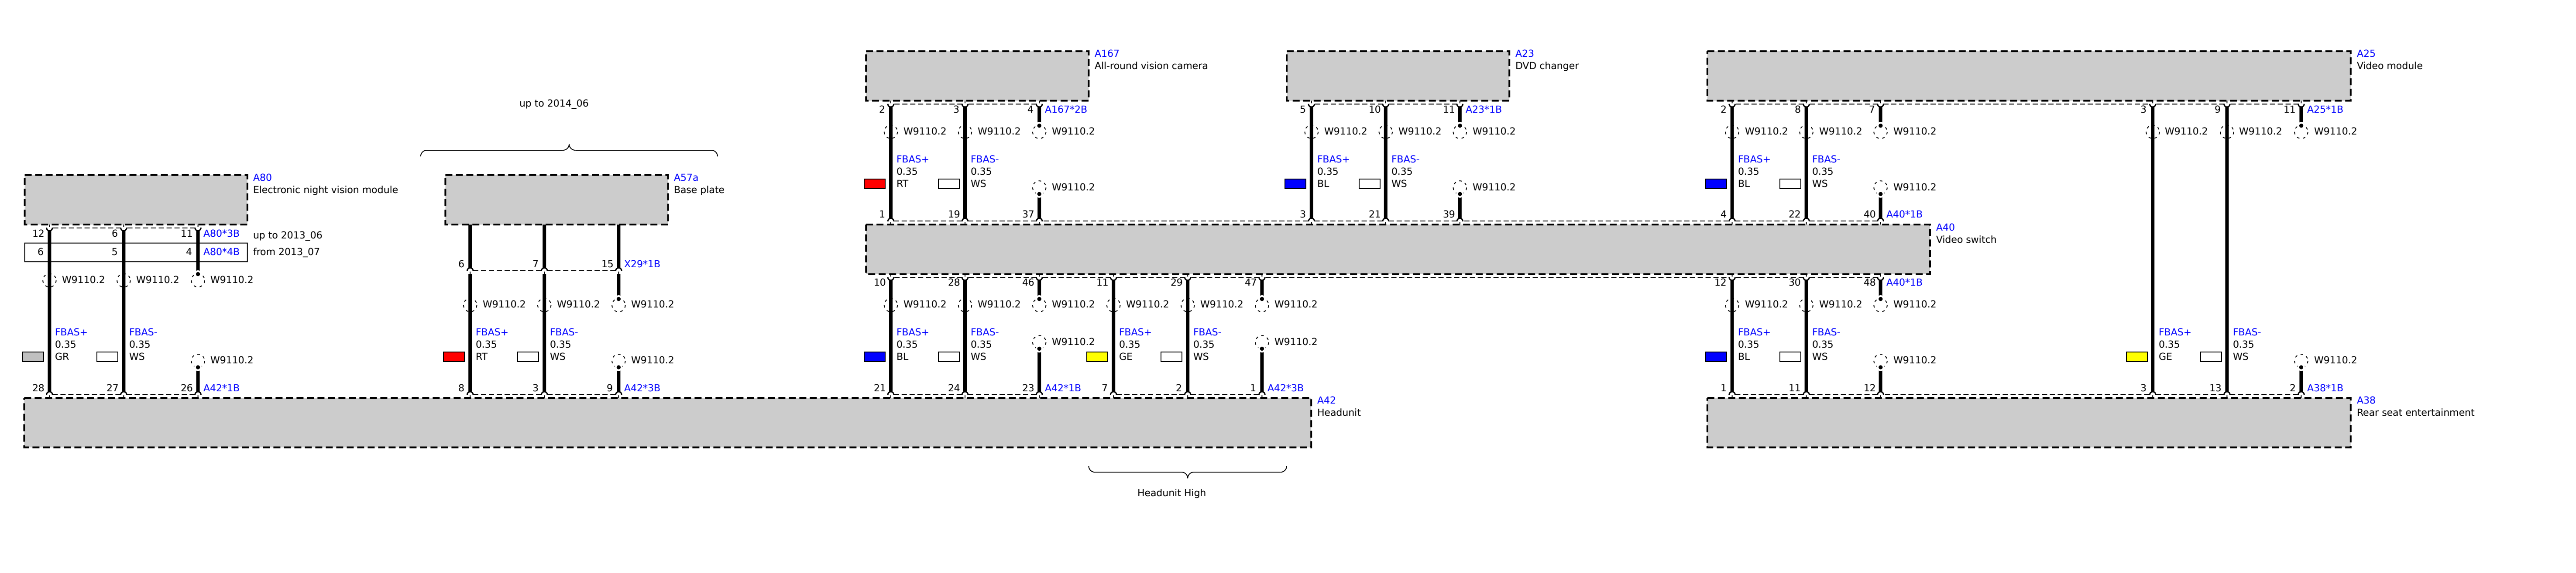 A167
All-round vision camera
A23
DVD changer
A25
Video module
up to 2014_06
2 3 4 A167*2B
5 10 11 A23*1B
2 8 7 3 9 11 A25*1B
W9110.2 W9110.2 W9110.2
W9110.2 W9110.2 W9110.2
W9110.2 W9110.2 W9110.2 W9110.2 W9110.2 W9110.2
FBAS+ FBAS-
0.35 0.35
RT WS W9110.2
FBAS+ FBAS-
0.35 0.35
BL WS W9110.2
FBAS+ FBAS-
0.35 0.35
BL WS W9110.2
1 19 37 3 21 39 4 22 40 A40*1B
A80
Electronic night vision module
A57a
Base plate
A40
Video switch
12 6 11 A80*3B up to 2013_06
6 5 4 A80*4B from 2013_07
W9110.2 W9110.2 W9110.2
6 7 15 X29*1B
W9110.2 W9110.2 W9110.2
10 28 46 11 29 47 12 30 48 A40*1B
W9110.2 W9110.2 W9110.2 W9110.2 W9110.2 W9110.2 W9110.2 W9110.2 W9110.2
FBAS+ FBAS-
0.35 0.35
GR WS W9110.2
FBAS+ FBAS-
0.35 0.35
RT WS W9110.2
FBAS+ FBAS- W9110.2
0.35 0.35
BL WS
FBAS+ FBAS- W9110.2
0.35 0.35
GE WS
FBAS+ FBAS-
0.35 0.35
BL WS W9110.2
FBAS+ FBAS-
0.35 0.35
GE WS W9110.2
28 27 26 A42*1B
8 3 9 A42*3B
21 24 23 A42*1B
7 2 1 A42*3B
1 11 12 3 13 2 A38*1B
A42
Headunit
A38
Rear seat entertainment
Headunit High